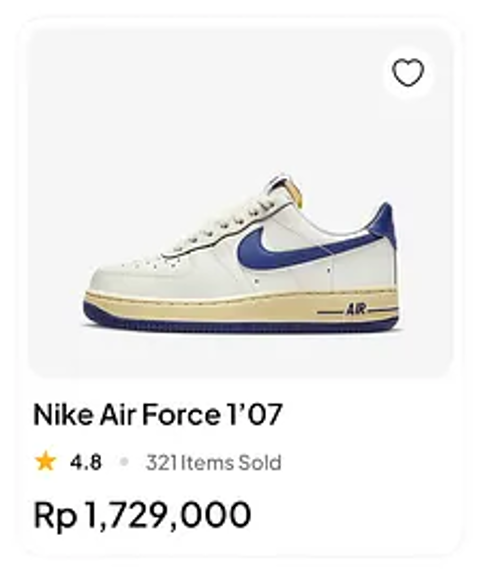 AIR
Nike Air Force 1’07
4.8 321 Items Sold
Rp 1,729,000